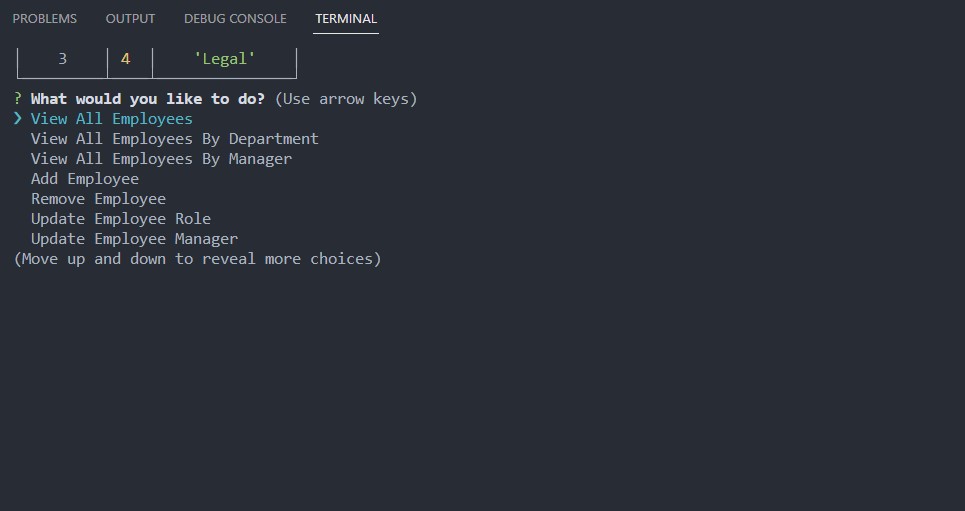 PROBLEMS OUTPUT DEBUG CONSOLE TERMINAL
3 4 'Legal'
? What would you like to do? (Use arrow keys)
❯ View All Employees
View All Employees By Department
View All Employees By Manager
Add Employee
Remove Employee
Update Employee Role
Update Employee Manager
(Move up and down to reveal more choices)